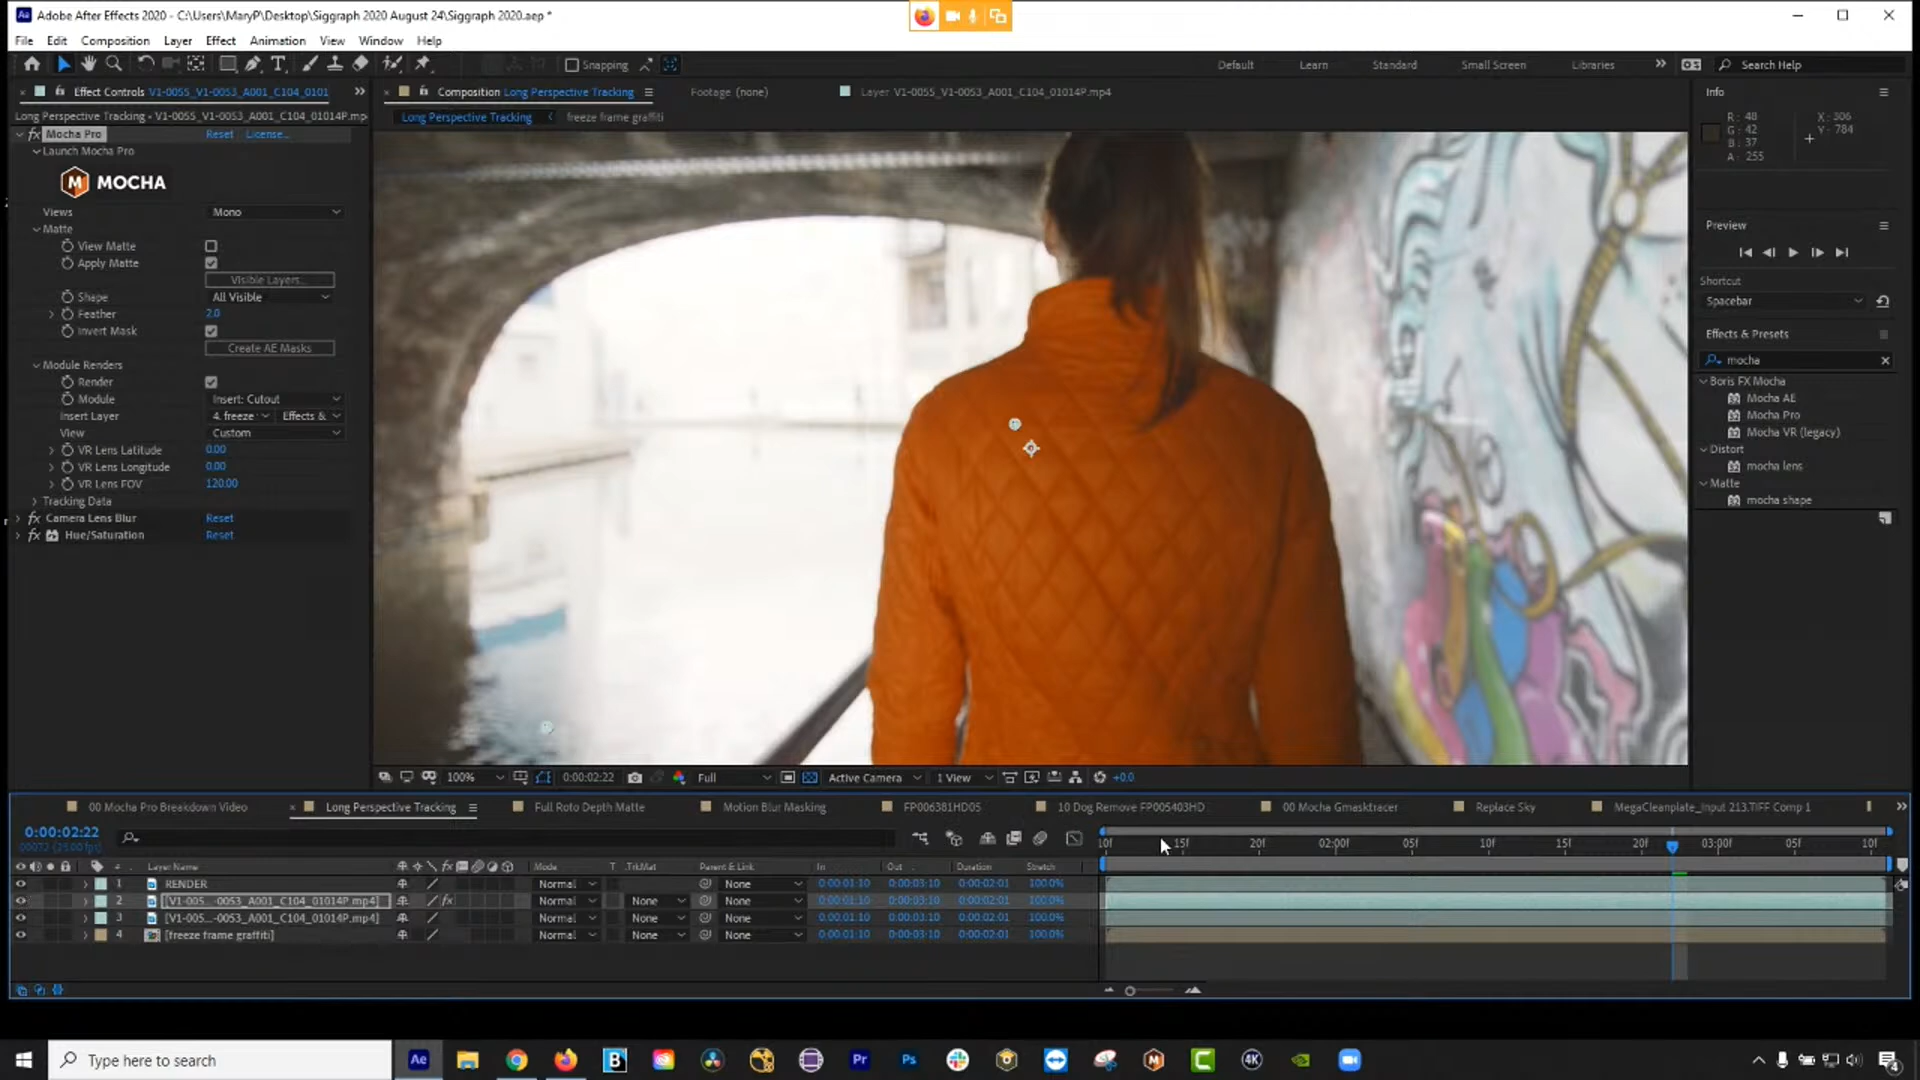 Adobe After Effects 2020 - C:\Users\MaryP\Desktop\Siggraph 2020 August 24\Siggraph 2020.aep *
File Edit Composition Layer Effect Animation View Window Help
Snapping Default Learn Standard Small Screen Libraries Search Help
Effect Controls V1-0055_V1-0053_A001_C104_0101
Composition Long Perspective Tracking
Footage (none)
Layer V1-0055_V1-0053_A001_C104_01014P.mp4
Info
Long Perspective Tracking • V1-0055_V1-0053_A001_C104_01014P.mp
Long Perspective Tracking freeze frame graffiti
R: 48
G: 42
B: 37
A: 255
X: 306
Y: 784
fx Mocha Pro Reset License...
Launch Mocha Pro
M MOCHA
Views Mono
Matte
View Matte
Apply Matte
Visible Layers...
Shape All Visible
Feather 2.0
Invert Mask
Create AE Masks
Module Renders
Render
Module Insert: Cutout
Insert Layer 4. freeze Effects &
View Custom
VR Lens Latitude 0.00
VR Lens Longitude 0.00
VR Lens FOV 120.00
Tracking Data
fx Camera Lens Blur Reset
fx Hue/Saturation Reset
Preview
Shortcut
Spacebar
Effects & Presets
mocha
Boris FX Mocha
Mocha AE
Mocha Pro
Mocha VR (legacy)
Distort
mocha lens
Matte
mocha shape
100% 0:00:02:22 Full Active Camera 1 View +0.0
00 Mocha Pro Breakdown Video Long Perspective Tracking Full Roto Depth Matte Motion Blur Masking FP006381HD05 10 Dog Remove FP005403HD 00 Mocha Gmasktracer Replace Sky MegaCleanplate_Input 213.TIFF Comp 1
0:00:02:22
10f 15f 20f 02:00f 05f 10f 15f 20f 03:00f 05f 10f
# Layer Name Mode T .TrkMat Parent & Link In Out Duration Stretch
1 RENDER Normal None 0:00:01:10 0:00:03:10 0:00:02:01 100.0%
2 [V1-005...-0053_A001_C104_01014P.mp4] fx Normal None None 0:00:01:10 0:00:03:10 0:00:02:01 100.0%
3 [V1-005...-0053_A001_C104_01014P.mp4] Normal None None 0:00:01:10 0:00:03:10 0:00:02:01 100.0%
4 [freeze frame graffiti] Normal None None 0:00:01:10 0:00:03:10 0:00:02:01 100.0%
Type here to search Ae B Pr Ps M C 4K 4